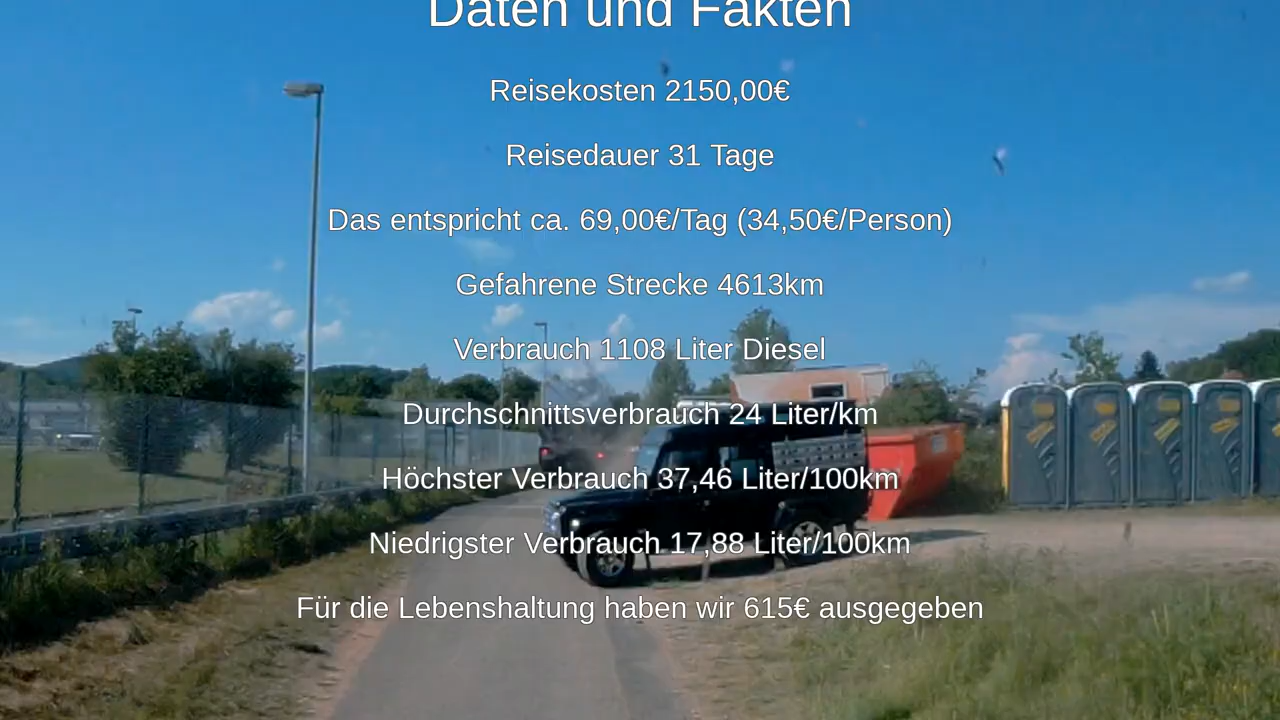 Daten und Fakten
Reisekosten 2150,00€
Reisedauer 31 Tage
Das entspricht ca. 69,00€/Tag (34,50€/Person)
Gefahrene Strecke 4613km
Verbrauch 1108 Liter Diesel
Durchschnittsverbrauch 24 Liter/km
Höchster Verbrauch 37,46 Liter/100km
Niedrigster Verbrauch 17,88 Liter/100km
Für die Lebenshaltung haben wir 615€ ausgegeben